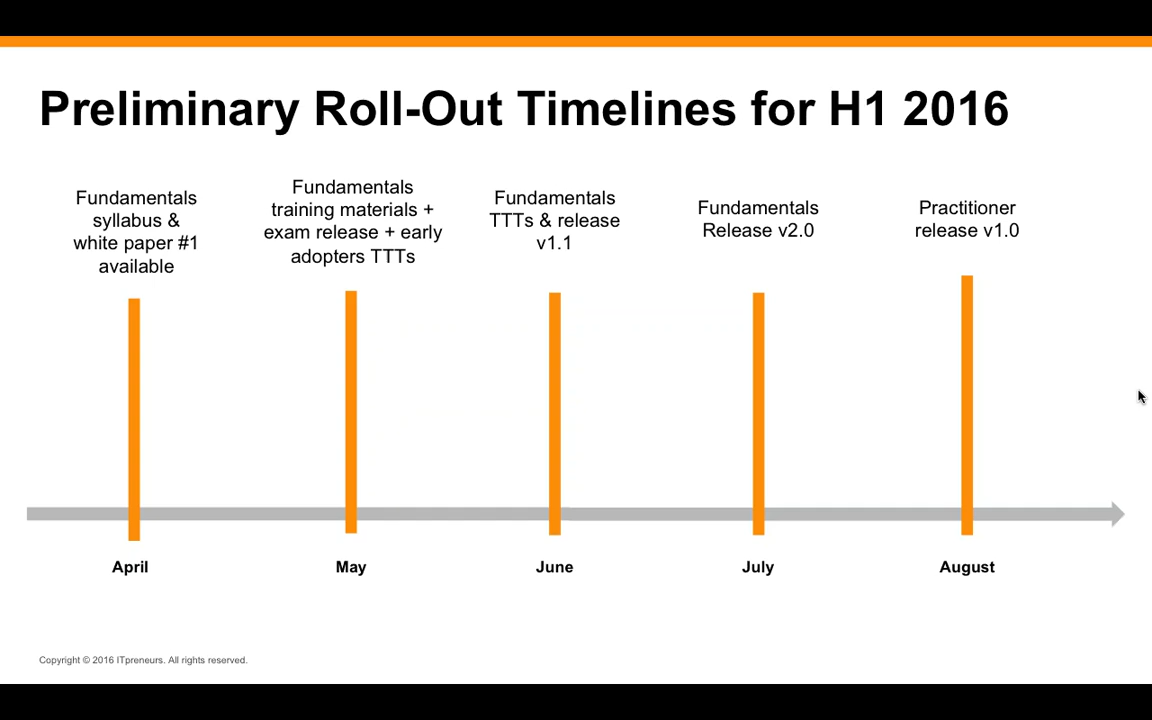 Preliminary Roll-Out Timelines for H1 2016
Fundamentals
syllabus &
white paper #1
available
Fundamentals
training materials +
exam release + early
adopters TTTs
Fundamentals
TTTs & release
v1.1
Fundamentals
Release v2.0
Practitioner
release v1.0
April
May
June
July
August
Copyright © 2016 ITpreneurs. All rights reserved.